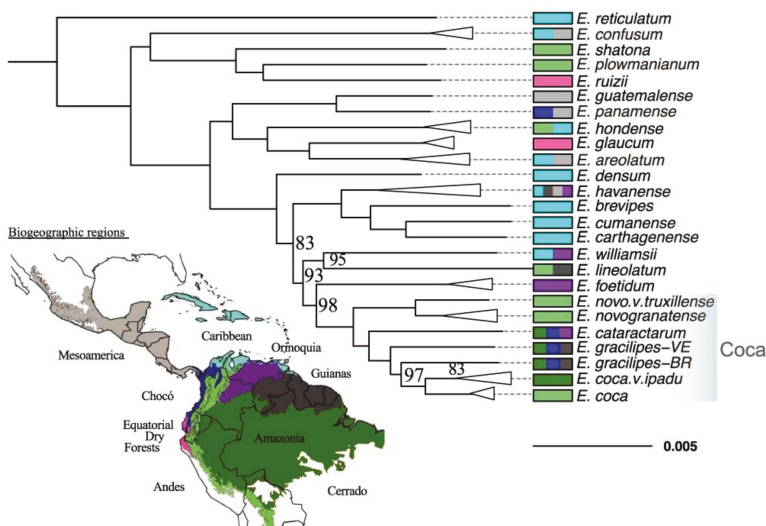 E. reticulatum
E. confusum
E. shatona
E. plowmanianum
E. ruizii
E. guatemalense
E. panamense
E. hondense
E. glaucum
E. areolatum
E. densum
E. havanense
E. brevipes
E. cumanense
E. carthagenense
E. williamsii
E. lineolatum
E. foetidum
E. novo.v.truxillense
E. novogranatense
E. cataractarum
E. gracilipes-VE
E. gracilipes-BR
E. coca.v.ipadu
E. coca
Coca
83
95
93
98
83
97
0.005
Biogeographic regions
Mesoamerica
Caribbean
Orinoquia
Guianas
Chocó
Equatorial
Dry
Forests
Amazonia
Andes
Cerrado